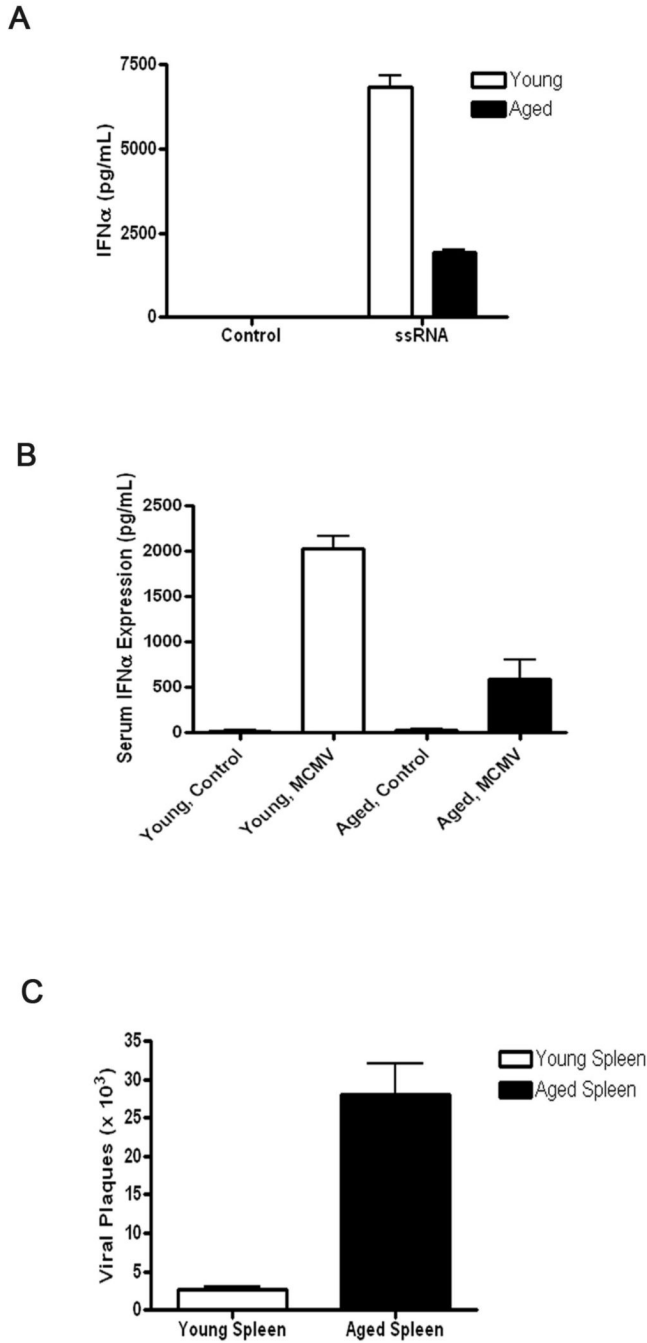 A
IFNα (pg/mL)
7500
5000
2500
0
Control
ssRNA
Young
Aged
B
Serum IFNα Expression (pg/mL)
2500
2000
1500
1000
500
0
Young, Control
Young, MCMV
Aged, Control
Aged, MCMV
C
Viral Plaques (x 10³)
35
30
25
20
15
10
5
0
Young Spleen
Aged Spleen
Young Spleen
Aged Spleen